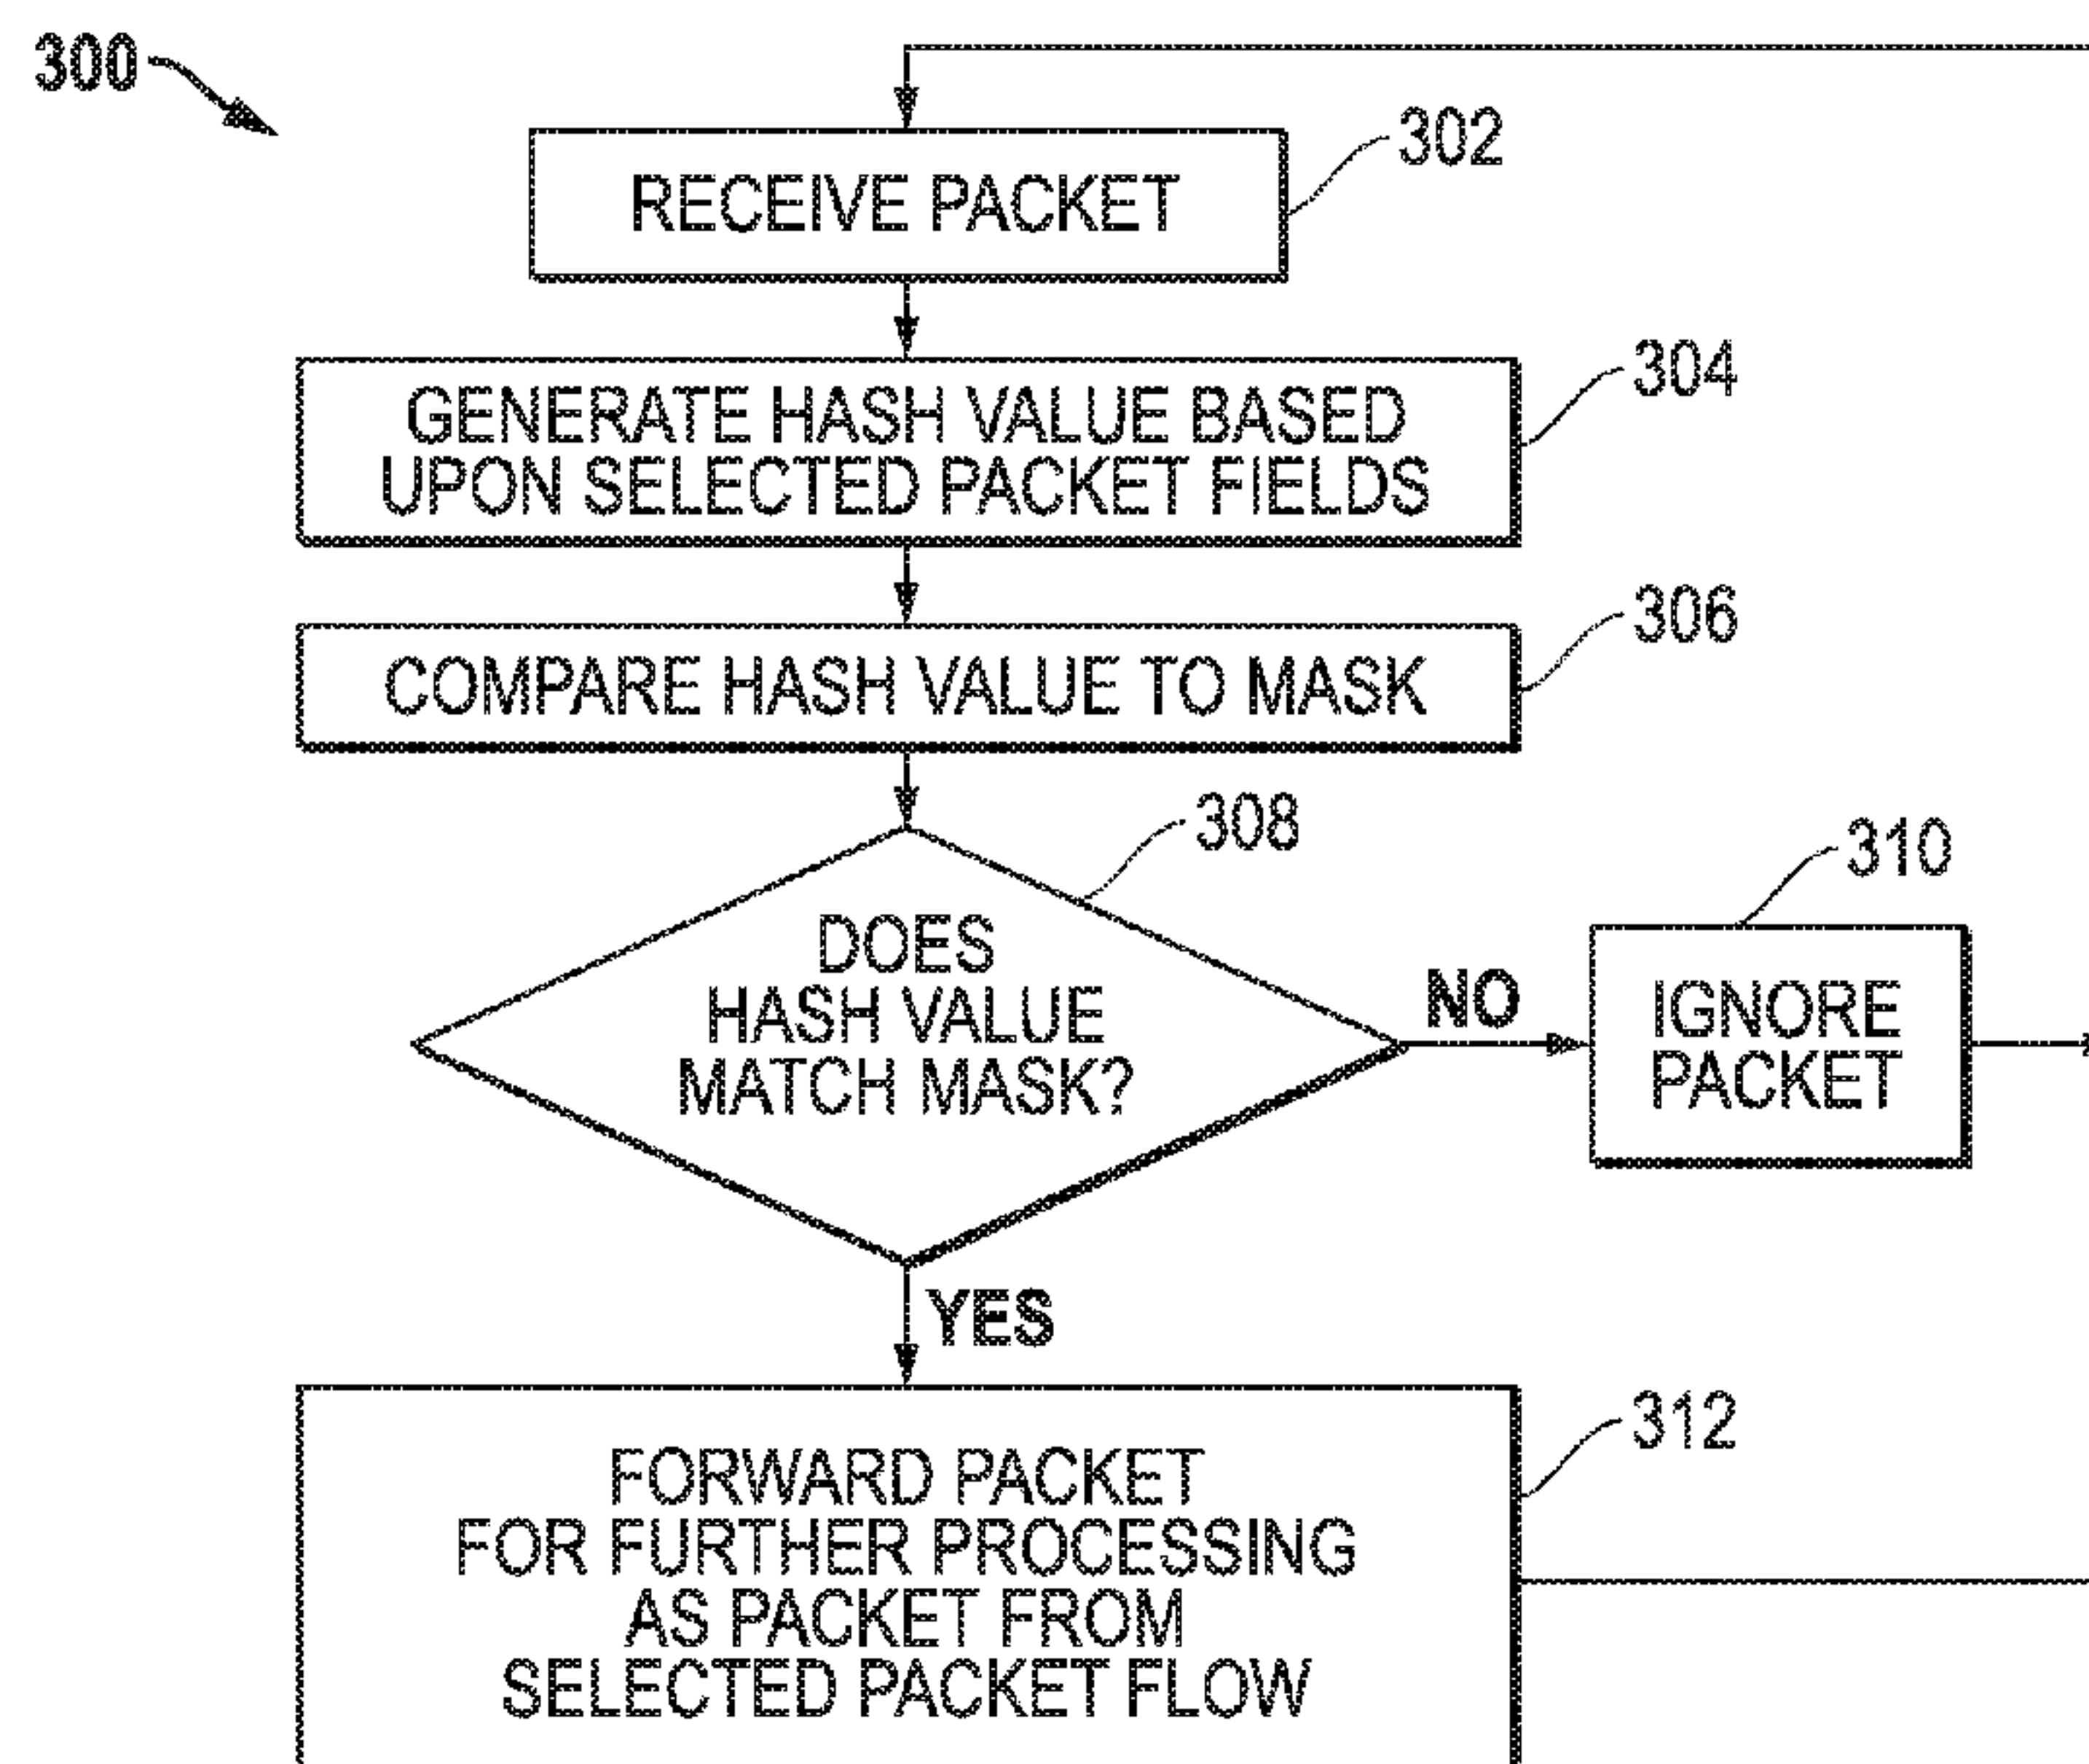 300
302
RECEIVE PACKET
304
GENERATE HASH VALUE BASED
UPON SELECTED PACKET FIELDS
306
COMPARE HASH VALUE TO MASK
308
310
DOES
HASH VALUE
MATCH MASK?
NO
IGNORE
PACKET
YES
312
FORWARD PACKET
FOR FURTHER PROCESSING
AS PACKET FROM
SELECTED PACKET FLOW